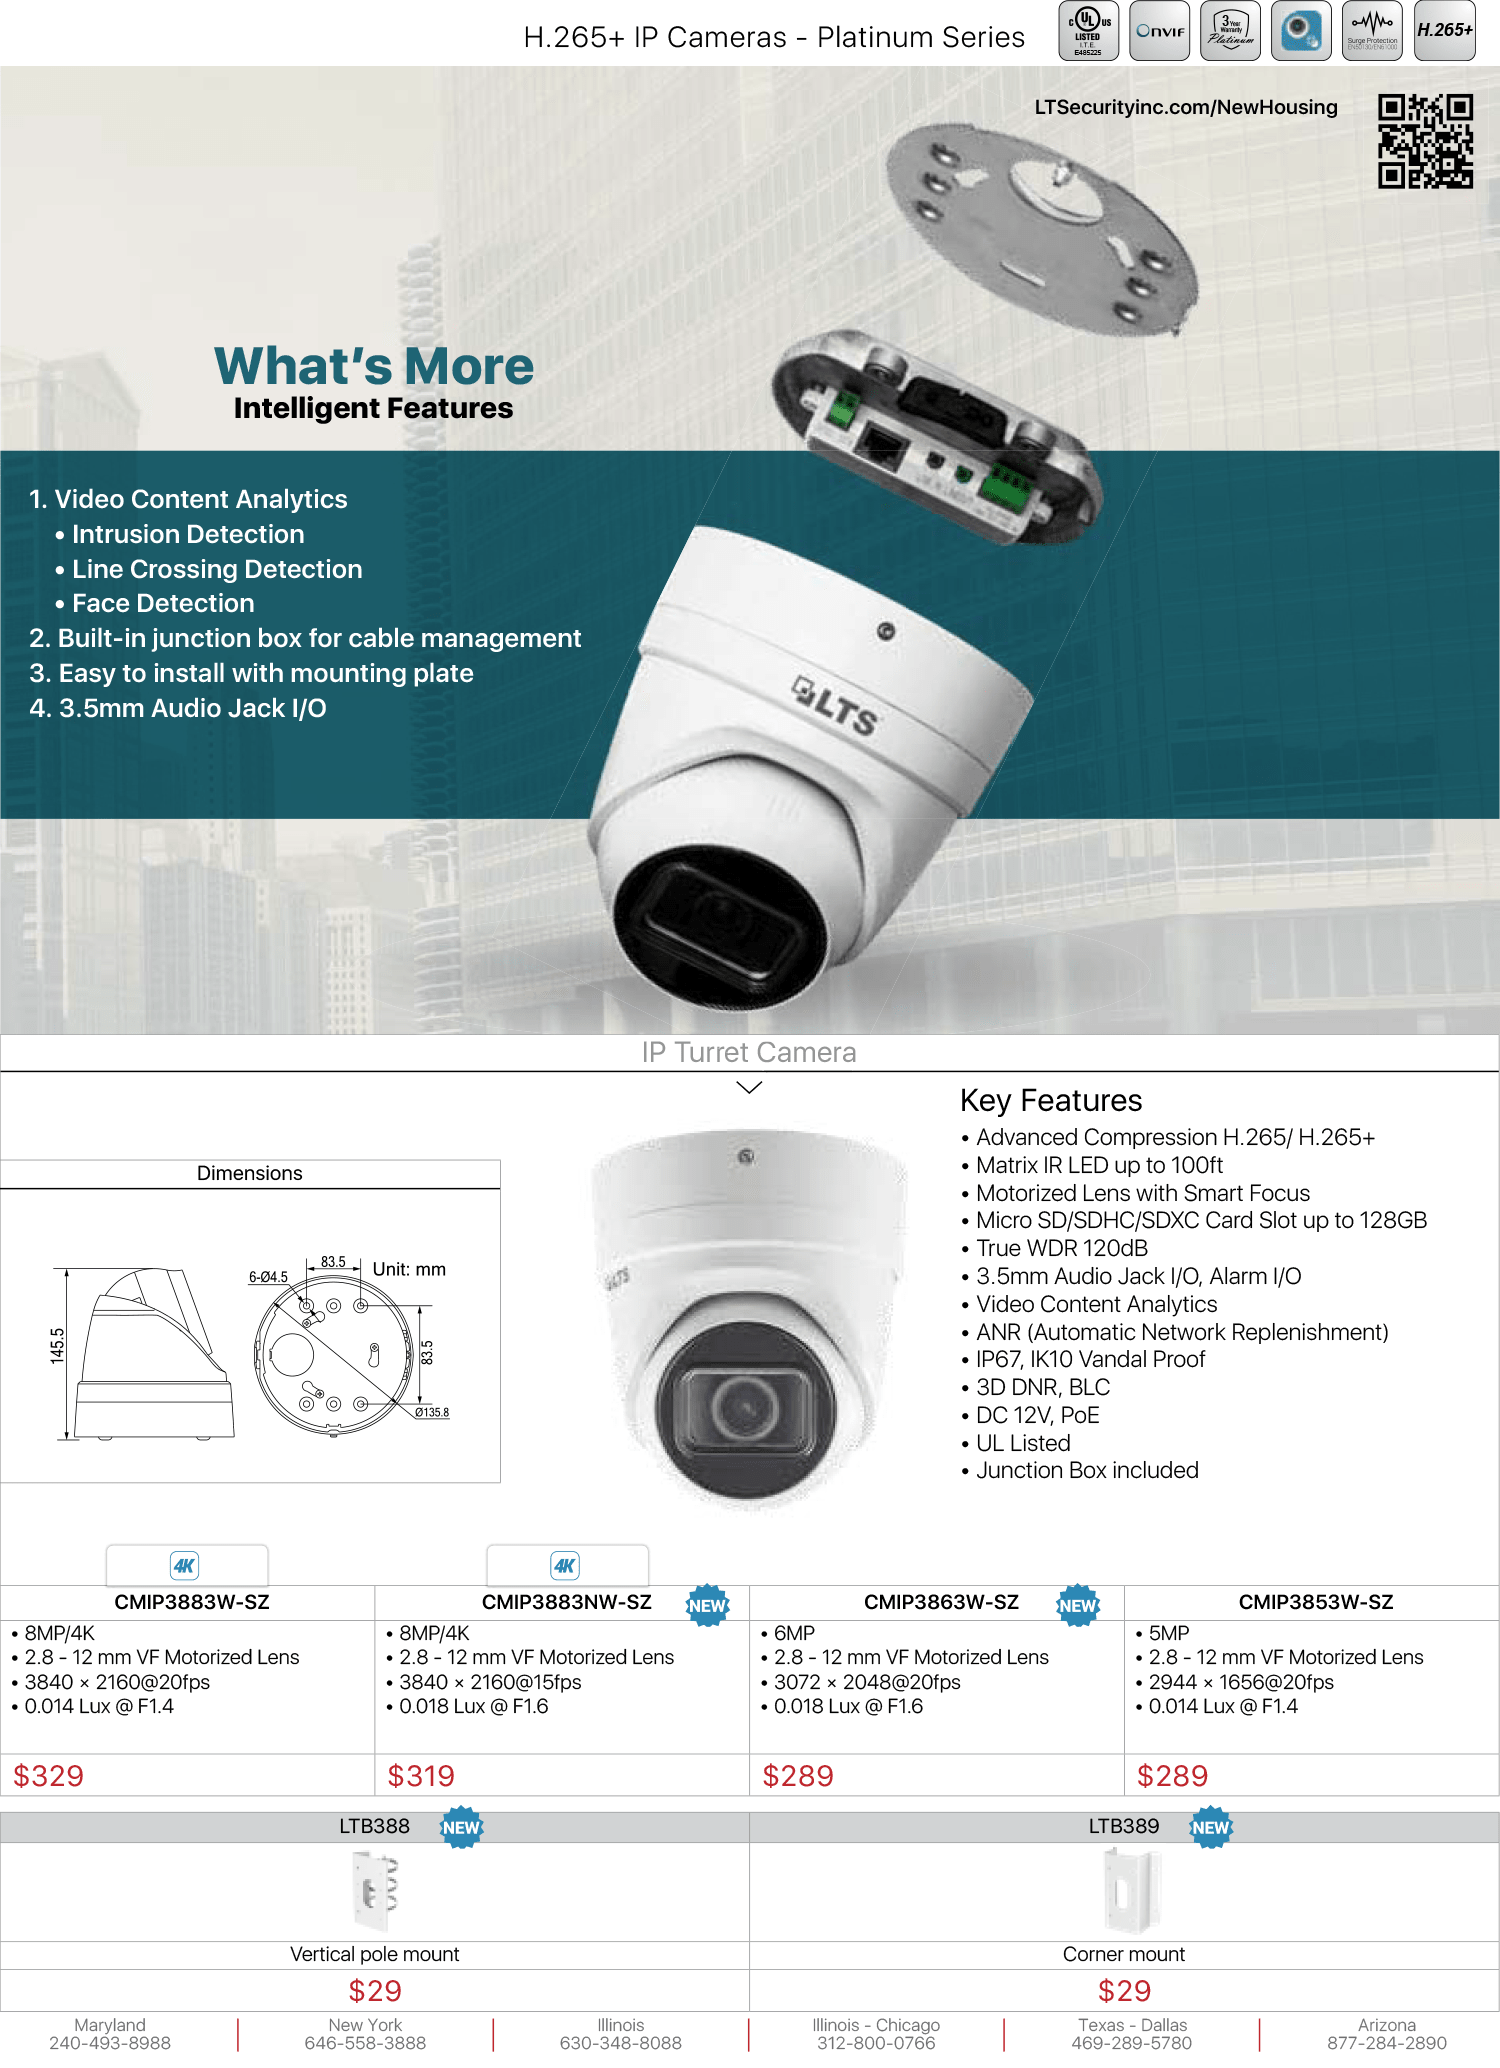 H.265+ IP Cameras - Platinum Series
C UL US
LISTED
I.T.E.
E485225
ONVIF
3 Year
Warranty
Platinum
Surge Protection
EN50130/EN61000
H.265+
LTSecurityinc.com/NewHousing
What's More
Intelligent Features
1. Video Content Analytics
• Intrusion Detection
• Line Crossing Detection
• Face Detection
2. Built-in junction box for cable management
3. Easy to install with mounting plate
4. 3.5mm Audio Jack I/O
LTS
IP Turret Camera
Dimensions
83.5
6-Ø4.5
Unit: mm
145.5
83.5
Ø135.8
LTS
Key Features
• Advanced Compression H.265/ H.265+
• Matrix IR LED up to 100ft
• Motorized Lens with Smart Focus
• Micro SD/SDHC/SDXC Card Slot up to 128GB
• True WDR 120dB
• 3.5mm Audio Jack I/O, Alarm I/O
• Video Content Analytics
• ANR (Automatic Network Replenishment)
• IP67, IK10 Vandal Proof
• 3D DNR, BLC
• DC 12V, PoE
• UL Listed
• Junction Box included
4K
CMIP3883W-SZ
• 8MP/4K
• 2.8 - 12 mm VF Motorized Lens
• 3840 × 2160@20fps
• 0.014 Lux @ F1.4
$329
4K
CMIP3883NW-SZ
NEW
• 8MP/4K
• 2.8 - 12 mm VF Motorized Lens
• 3840 × 2160@15fps
• 0.018 Lux @ F1.6
$319
CMIP3863W-SZ
NEW
• 6MP
• 2.8 - 12 mm VF Motorized Lens
• 3072 × 2048@20fps
• 0.018 Lux @ F1.6
$289
CMIP3853W-SZ
• 5MP
• 2.8 - 12 mm VF Motorized Lens
• 2944 × 1656@20fps
• 0.014 Lux @ F1.4
$289
LTB388
NEW
Vertical pole mount
$29
LTB389
NEW
Corner mount
$29
Maryland
240-493-8988
New York
646-558-3888
Illinois
630-348-8088
Illinois - Chicago
312-800-0766
Texas - Dallas
469-289-5780
Arizona
877-284-2890